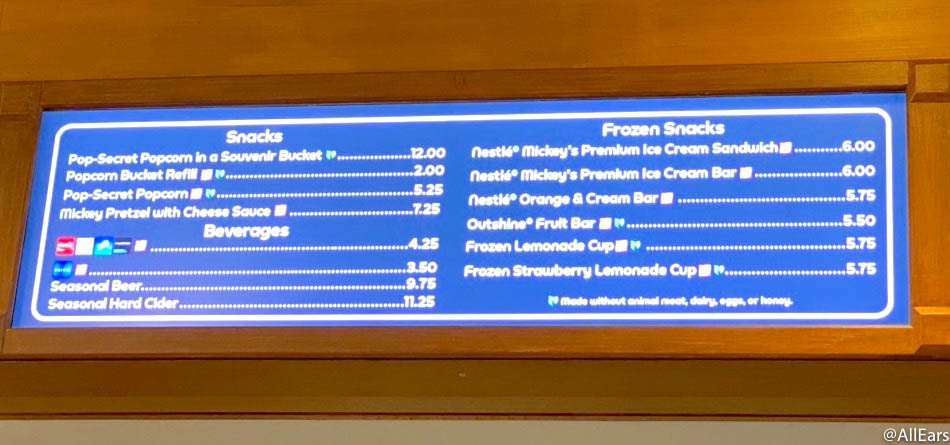 Snacks
Pop-Secret Popcorn in a Souvenir Bucket..................12.00
Popcorn Bucket Refill..................2.00
Pop-Secret Popcorn..................5.25
Mickey Pretzel with Cheese Sauce..................7.25
Beverages
..................4.25
..................3.50
Seasonal Beer..................9.75
Seasonal Hard Cider..................11.25
Frozen Snacks
Nestlé® Mickey's Premium Ice Cream Sandwich...........6.00
Nestlé® Mickey's Premium Ice Cream Bar..................6.00
Nestlé® Orange & Cream Bar..................5.75
Outshine® Fruit Bar..................5.50
Frozen Lemonade Cup..................5.75
Frozen Strawberry Lemonade Cup..................5.75
Made without animal meat, dairy, eggs, or honey.
@AllEars